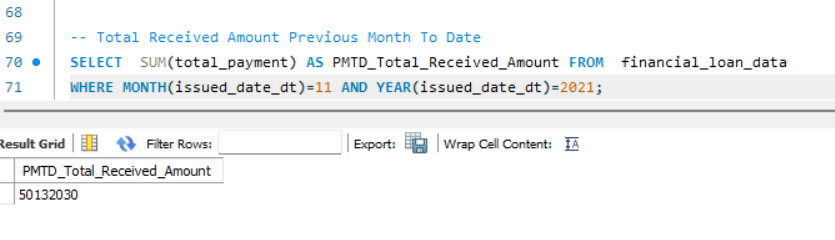 68
69 -- Total Received Amount Previous Month To Date
70 SELECT SUM(total_payment) AS PMTD_Total_Received_Amount FROM financial_loan_data
71 WHERE MONTH(issued_date_dt)=11 AND YEAR(issued_date_dt)=2021;
Result Grid Filter Rows: Export: Wrap Cell Content: IA
PMTD_Total_Received_Amount
50132030